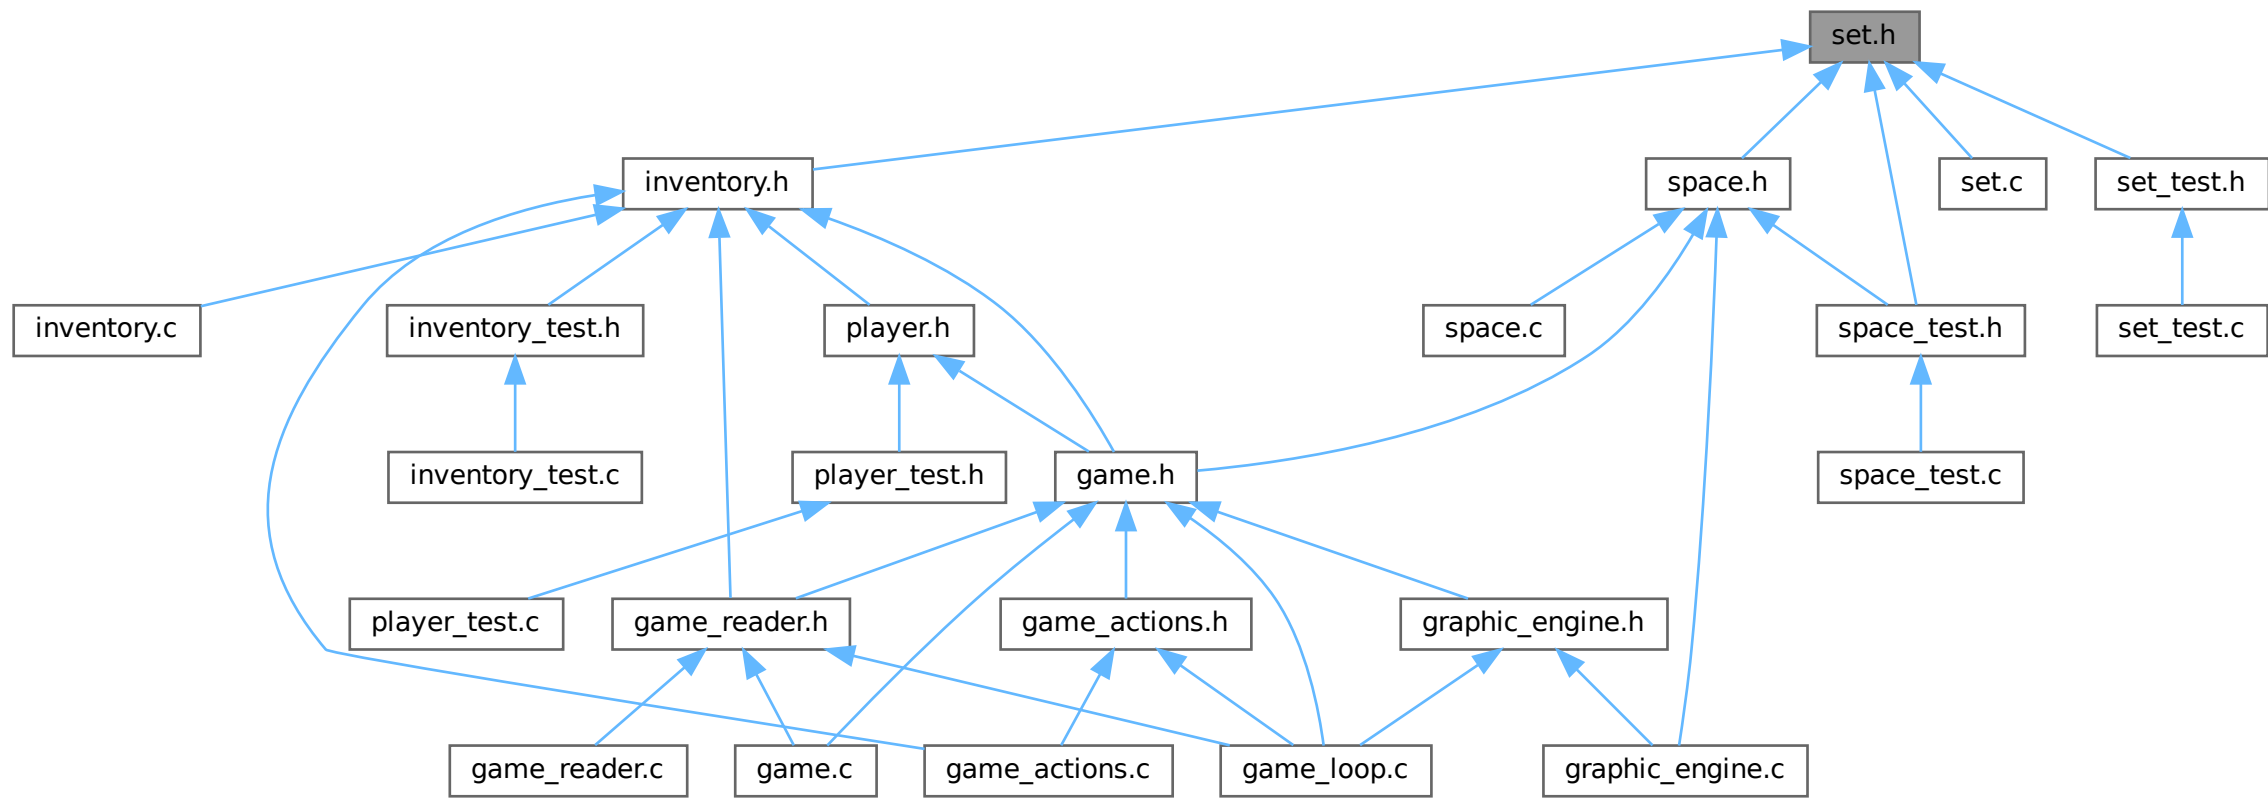 set.h
inventory.h
space.h
set.c
set_test.h
inventory.c
inventory_test.h
player.h
space.c
space_test.h
set_test.c
inventory_test.c
player_test.h
game.h
space_test.c
player_test.c
game_reader.h
game_actions.h
graphic_engine.h
game_reader.c
game.c
game_actions.c
game_loop.c
graphic_engine.c